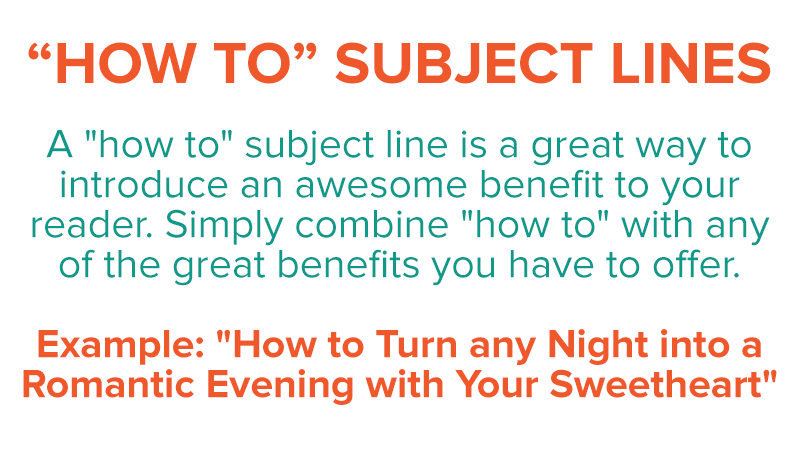 “HOW TO” SUBJECT LINES
A "how to" subject line is a great way to
introduce an awesome benefit to your
reader. Simply combine "how to" with any
of the great benefits you have to offer.
Example: "How to Turn any Night into a
Romantic Evening with Your Sweetheart"